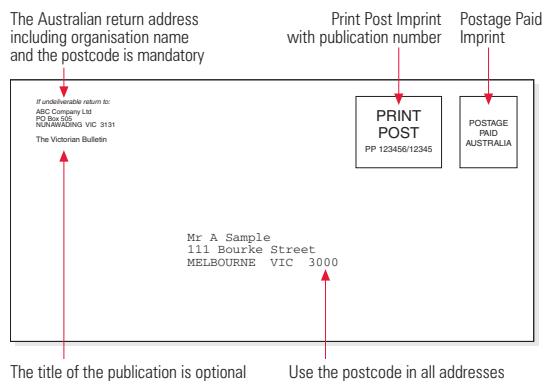 The Australian return address
including organisation name
and the postcode is mandatory
Print Post Imprint
with publication number
Postage Paid
Imprint
If undeliverable return to:
ABC Company Ltd
PO Box 505
NUNAWADING VIC 3131
The Victorian Bulletin
PRINT
POST
PP 123456/12345
POSTAGE
PAID
AUSTRALIA
Mr A Sample
111 Bourke Street
MELBOURNE VIC 3000
The title of the publication is optional
Use the postcode in all addresses